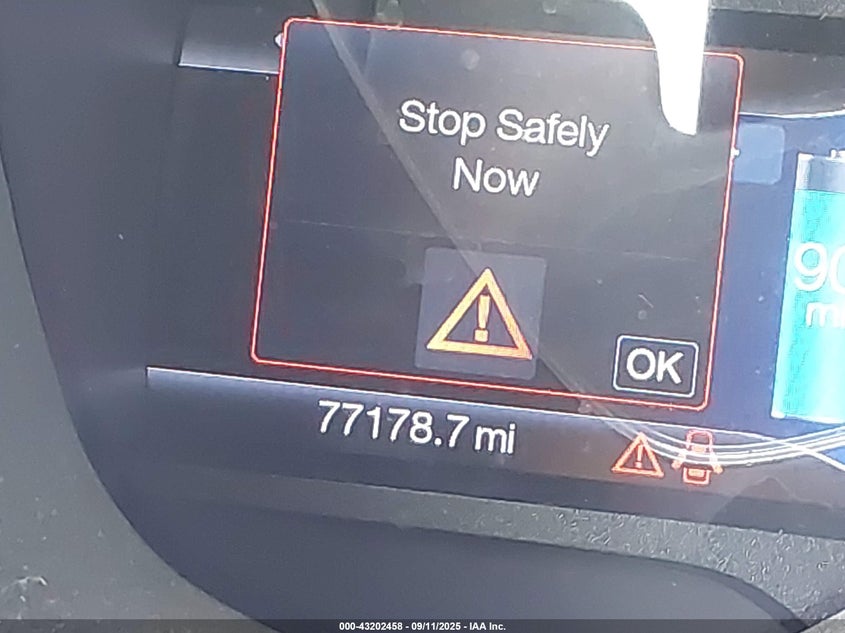 Stop Safely
Now
OK
77178.7 mi
000-43202458 - 09/11/2025 - IAA Inc.